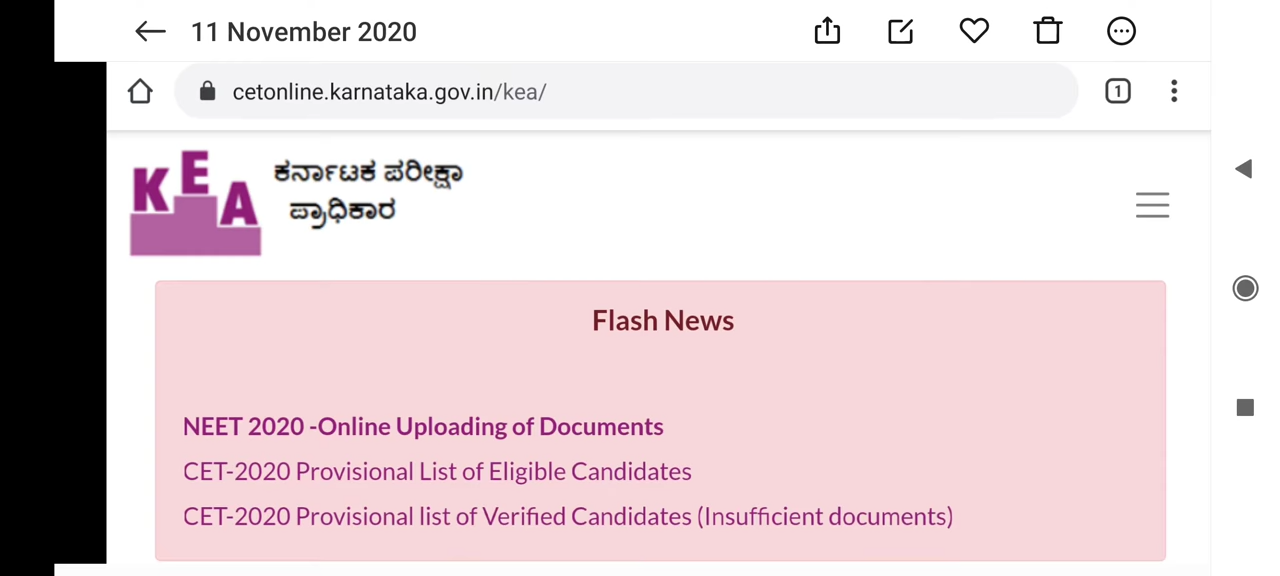 11 November 2020
cetonline.karnataka.gov.in/kea/
1
KEA
ಕರ್ನಾಟಕ ಪರೀಕ್ಷಾ
ಪ್ರಾಧಿಕಾರ
Flash News
NEET 2020 -Online Uploading of Documents
CET-2020 Provisional List of Eligible Candidates
CET-2020 Provisional list of Verified Candidates (Insufficient documents)